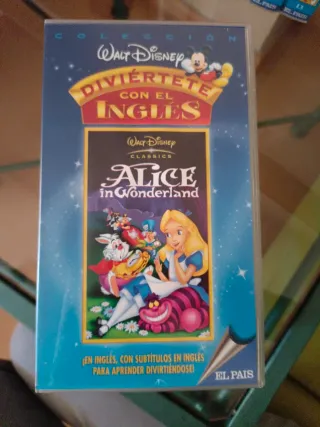 COLECCIÓN
WALT DISNEY
DIVIÉRTETE
CON EL
INGLÉS
WALT DISNEY
CLASSICS
ALICE
in Wonderland
¡EN INGLÉS, CON SUBTÍTULOS EN INGLÉS
PARA APRENDER DIVIRTIÉNDOSE!
EL PAIS